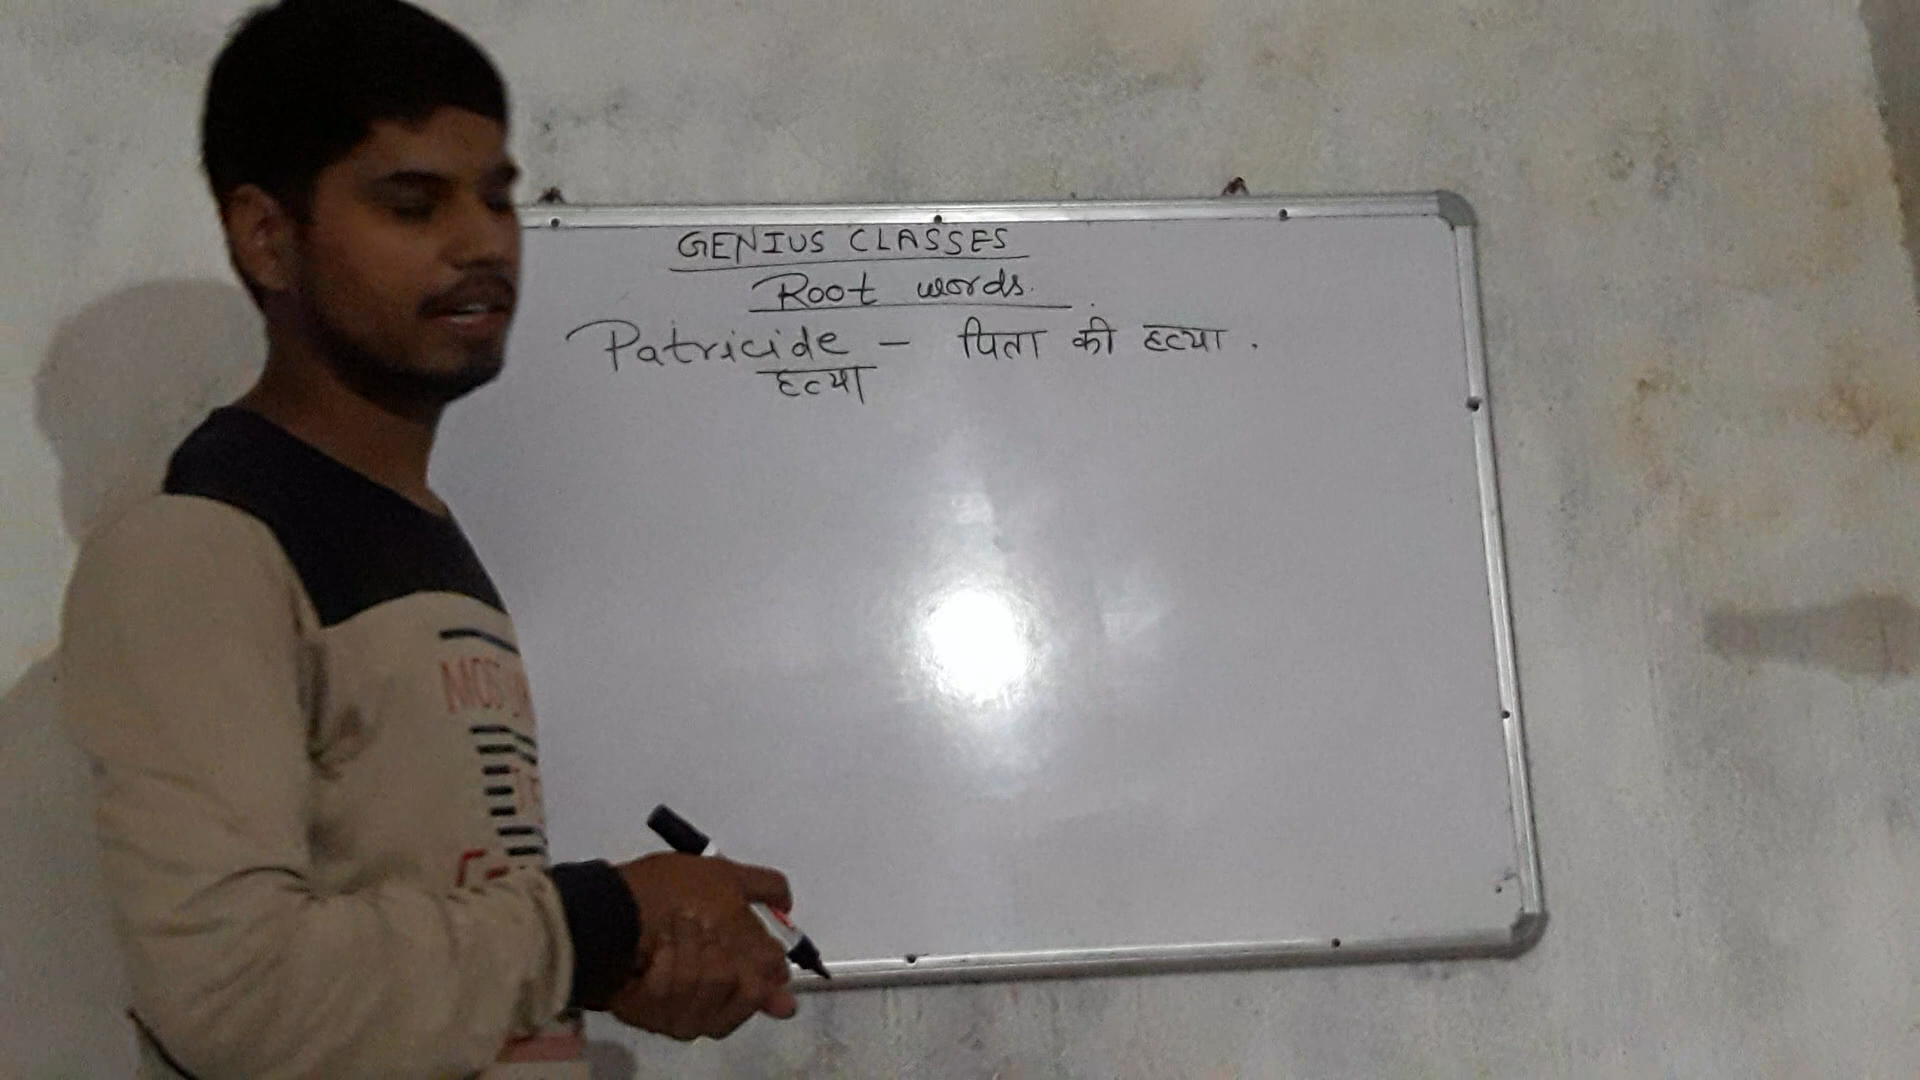 GENIUS CLASSES
Root words.
Patricide - पिता की हत्या .
हत्या